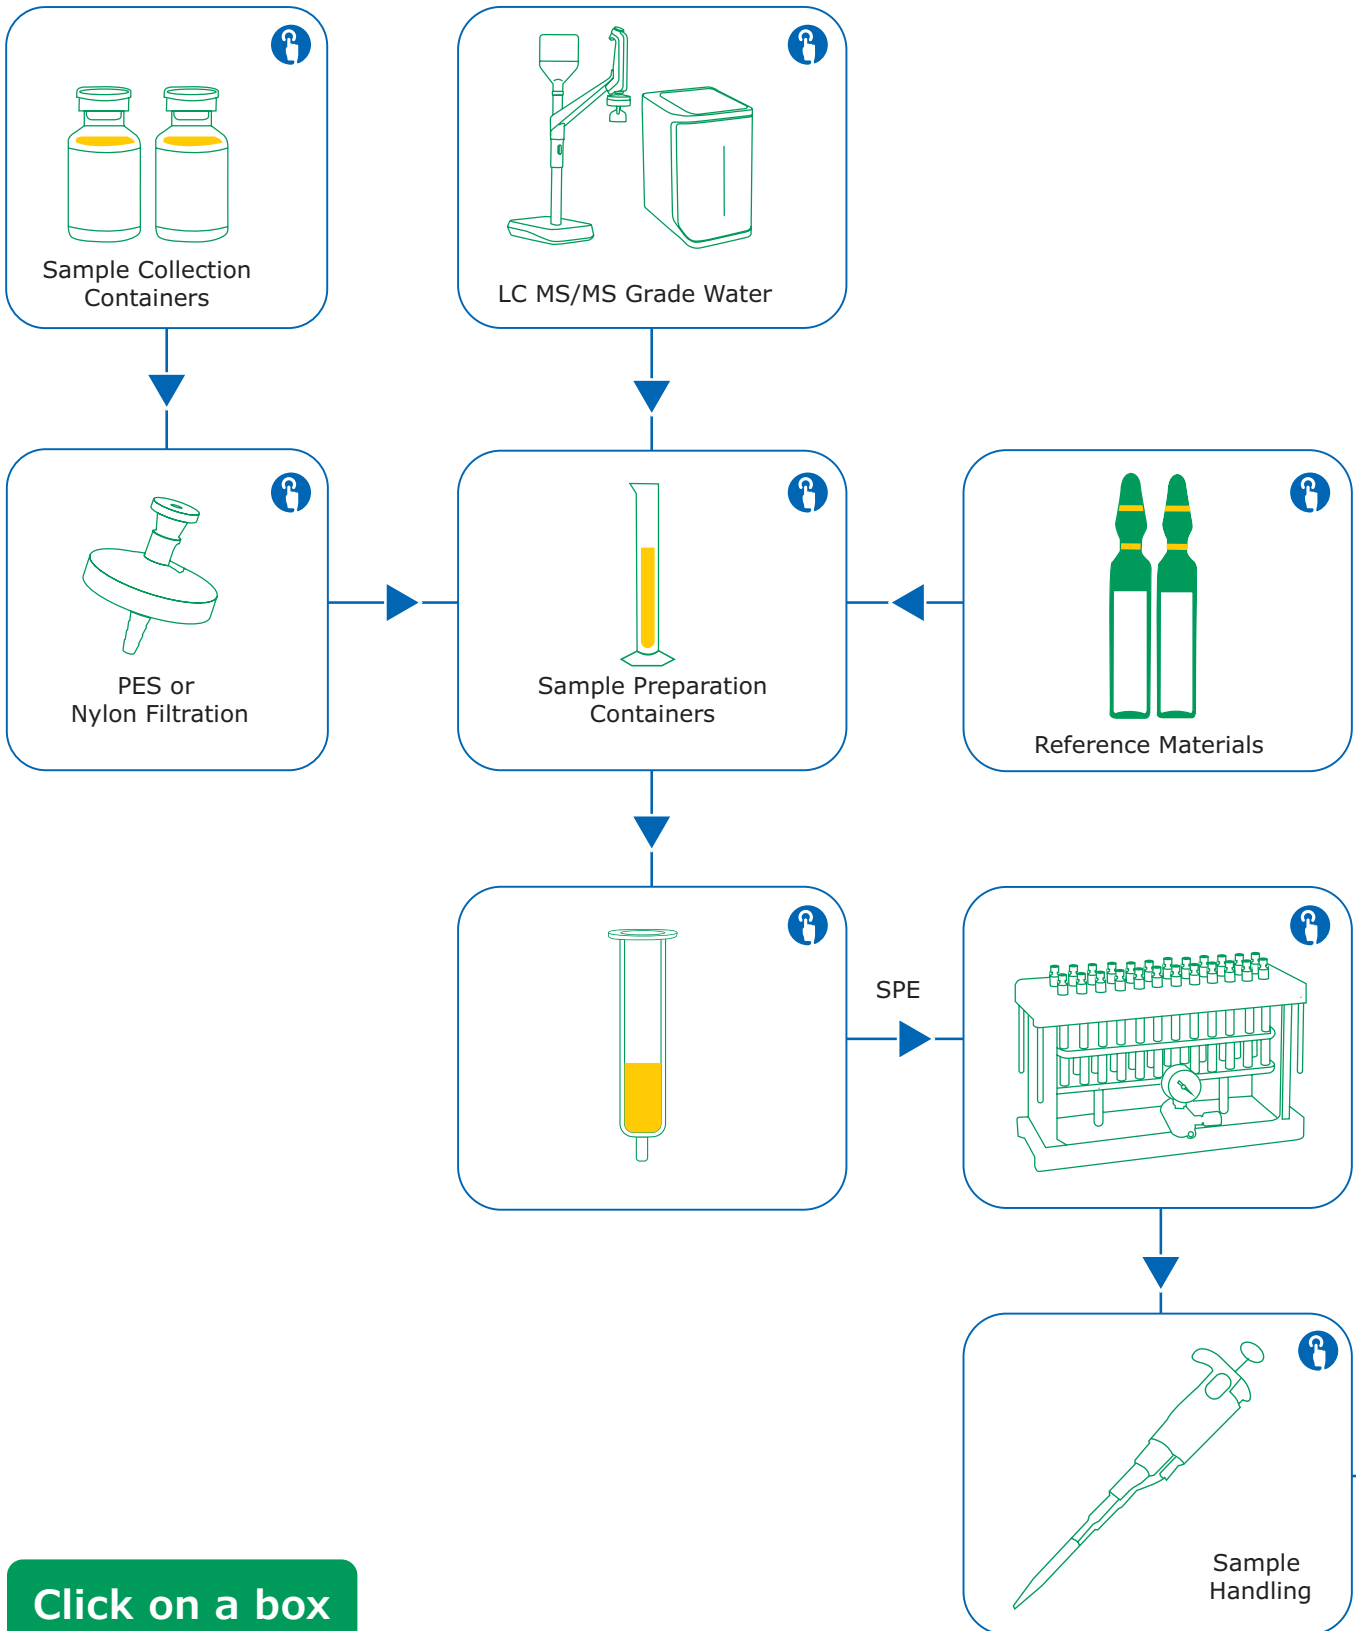 Sample Collection
Containers
LC MS/MS Grade Water
PES or
Nylon Filtration
Sample Preparation
Containers
Reference Materials
SPE
Sample
Handling
Click on a box